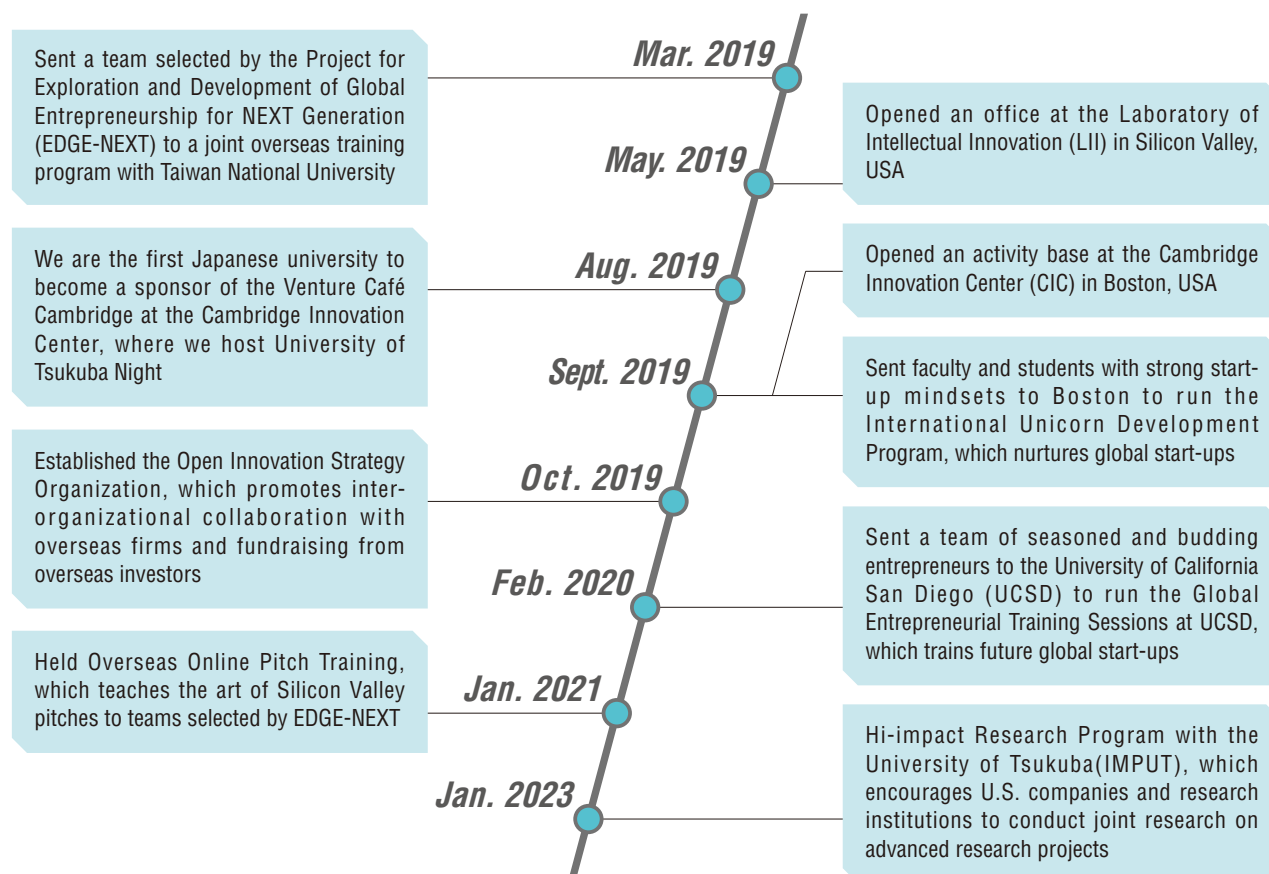 Mar. 2019
Sent a team selected by the Project for
Exploration and Development of Global
Entrepreneurship for NEXT Generation
(EDGE-NEXT) to a joint overseas training
program with Taiwan National University
May. 2019
Opened an office at the Laboratory of
Intellectual Innovation (LII) in Silicon Valley,
USA
Aug. 2019
We are the first Japanese university to
become a sponsor of the Venture Café
Cambridge at the Cambridge Innovation
Center, where we host University of
Tsukuba Night
Sept. 2019
Opened an activity base at the Cambridge
Innovation Center (CIC) in Boston, USA
Sent faculty and students with strong start-
up mindsets to Boston to run the
International Unicorn Development
Program, which nurtures global start-ups
Oct. 2019
Established the Open Innovation Strategy
Organization, which promotes inter-
organizational collaboration with
overseas firms and fundraising from
overseas investors
Feb. 2020
Sent a team of seasoned and budding
entrepreneurs to the University of California
San Diego (UCSD) to run the Global
Entrepreneurial Training Sessions at UCSD,
which trains future global start-ups
Jan. 2021
Held Overseas Online Pitch Training,
which teaches the art of Silicon Valley
pitches to teams selected by EDGE-NEXT
Jan. 2023
Hi-impact Research Program with the
University of Tsukuba(IMPUT), which
encourages U.S. companies and research
institutions to conduct joint research on
advanced research projects